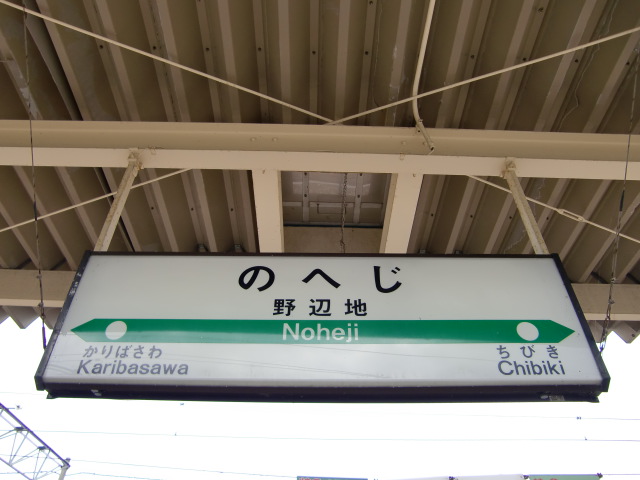 のへじ
野辺地
Noheji
かりばさわ
Karibasawa
ちびき
Chibiki